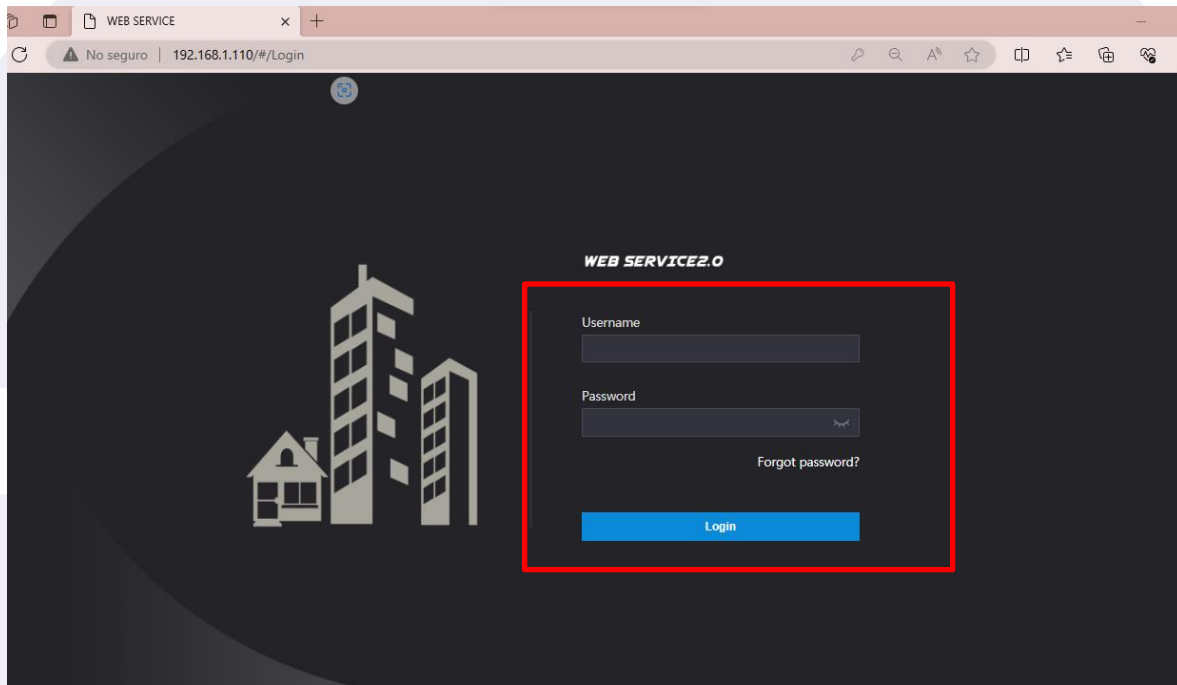 WEB SERVICE
No seguro | 192.168.1.110/#/Login
WEB SERVICE2.0
Username
Password
Forgot password?
Login